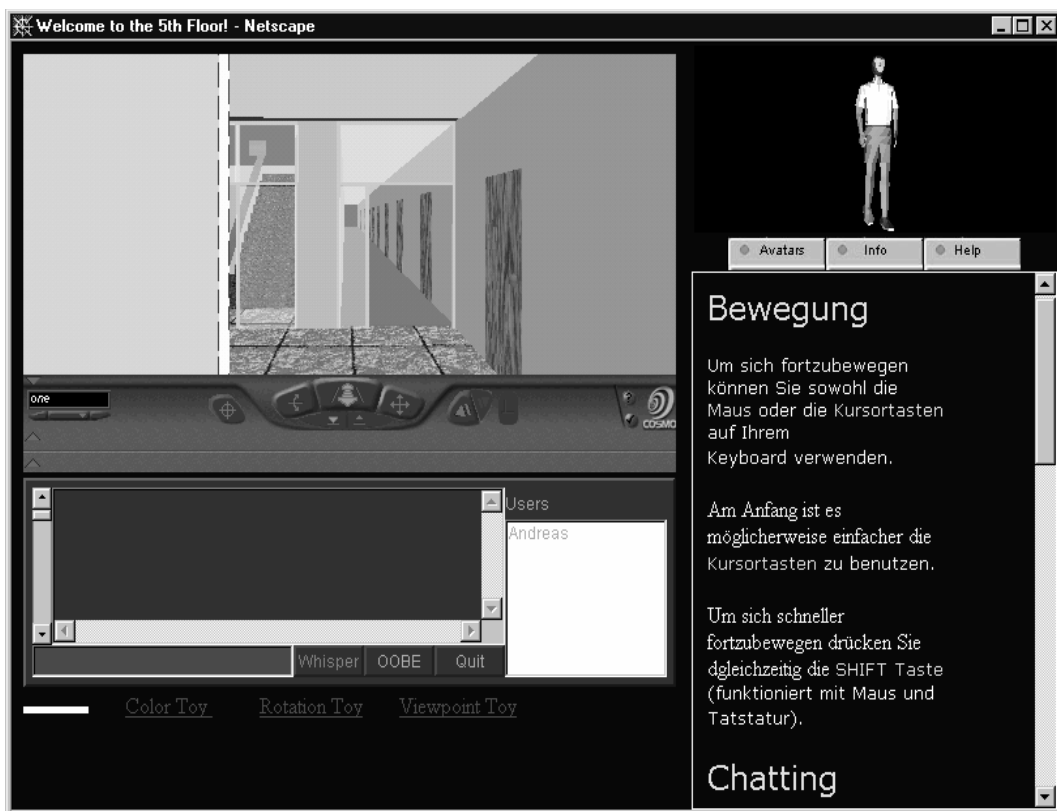 Welcome to the 5th Floor! - Netscape
Avatars
Info
Help
one
COSMO
Users
Andreas
Whisper
OOBE
Quit
Color Toy
Rotation Toy
Viewpoint Toy
Bewegung
Um sich fortzubewegen
können Sie sowohl die
Maus oder die Kursortasten
auf Ihrem
Keyboard verwenden.
Am Anfang ist es
möglicherweise einfacher die
Kursortasten zu benutzen.
Um sich schneller
fortzubewegen drücken Sie
dgleichzeitig die SHIFT Taste
(funktioniert mit Maus und
Tatstatur).
Chatting